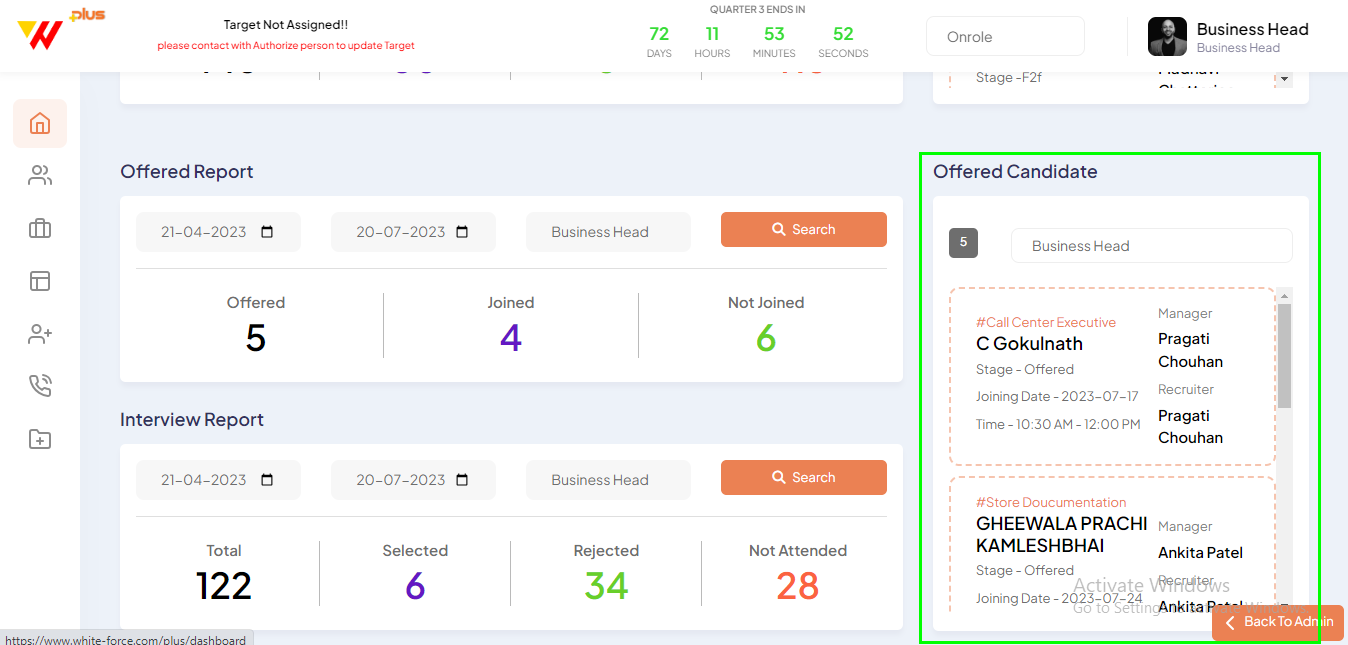 plus
Target Not Assigned!!
please contact with Authorize person to update Target
QUARTER 3 ENDS IN
72 11 53 52
DAYS HOURS MINUTES SECONDS
Onrole
Business Head
Business Head
Stage -F2f
Offered Report
21-04-2023 20-07-2023 Business Head Search
Offered Joined Not Joined
5 4 6
Interview Report
21-04-2023 20-07-2023 Business Head Search
Total Selected Rejected Not Attended
122 6 34 28
Offered Candidate
5 Business Head
#Call Center Executive
C Gokulnath
Stage - Offered
Joining Date - 2023-07-17
Time - 10:30 AM - 12:00 PM
Manager
Pragati
Chouhan
Recruiter
Pragati
Chouhan
#Store Doucumentation
GHEEWALA PRACHI
KAMLESHBHAI
Stage - Offered
Joining Date - 2023-07-24
Manager
Ankita Patel
Recruiter
Ankita Patel
Activate Windows
Go to Settings to activate Windows.
Back To Admin
https://www.white-force.com/plus/dashboard